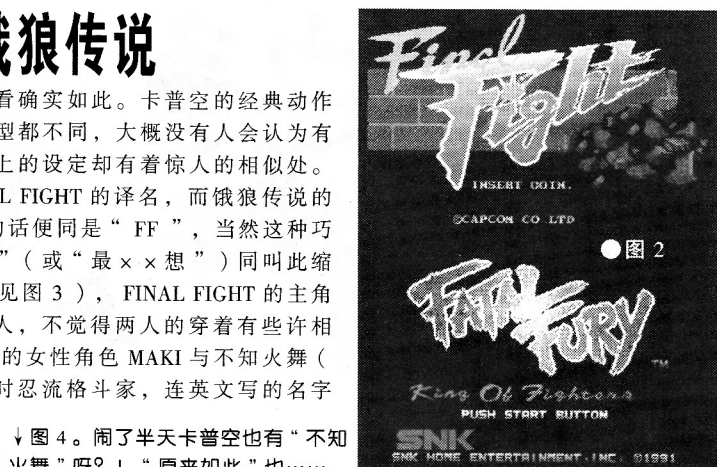 狼传说
看确实如此。卡普空的经典动作
型都不同，大概没有人会认为有
上的设定却有着惊人的相似处。
L FIGHT 的译名，而饿狼传说的
话便同是“ FF ”，当然这种巧
”（或“最××想”）同叫此缩
见图 3 ），FINAL FIGHT 的主角
人，不觉得两人的穿着有些许相
的女性角色 MAKI 与不知火舞（
忍流格斗家，连英文写的名字
↓图 4 。闹了半天卡普空也有“不知
火舞”呀？！“原来如此”也……
Final
Fight
INSERT COIN.
©CAPCOM CO LTD
●图 2
FATAL FURY
TM
King Of Fighters
PUSH START BUTTON
SNK
SNK HOME ENTERTAINMENT.INC. ©1991